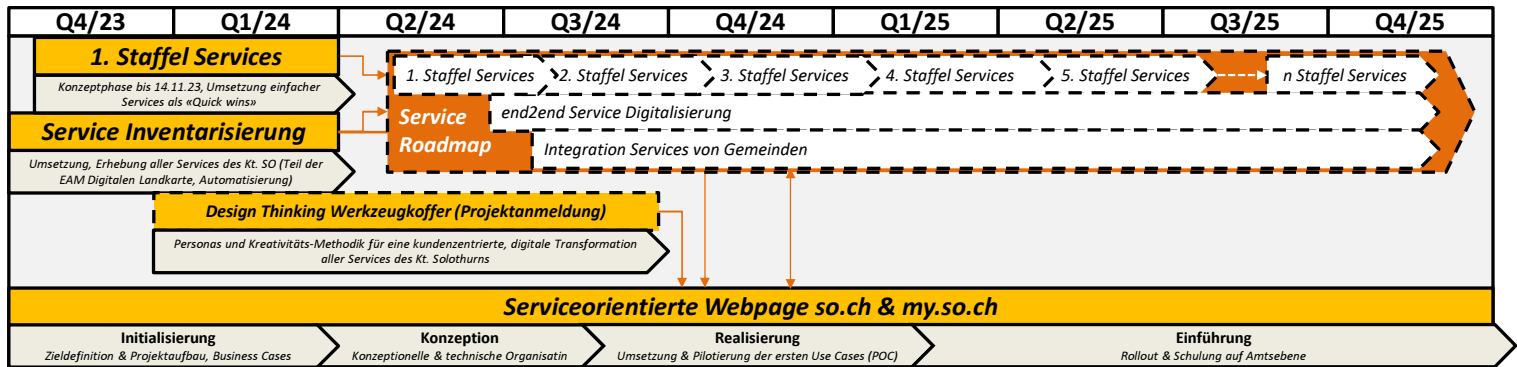 Q4/23 Q1/24 Q2/24 Q3/24 Q4/24 Q1/25 Q2/25 Q3/25 Q4/25
1. Staffel Services
Konzeptphase bis 14.11.23, Umsetzung einfacher
Services als «Quick wins»
1. Staffel Services 2. Staffel Services 3. Staffel Services 4. Staffel Services 5. Staffel Services n Staffel Services
Service
Roadmap
end2end Service Digitalisierung
Integration Services von Gemeinden
Service Inventarisierung
Umsetzung, Erhebung aller Services des Kt. SO (Teil der
EAM Digitalen Landkarte, Automatisierung)
Design Thinking Werkzeugkoffer (Projektanmeldung)
Personas und Kreativitäts-Methodik für eine kundenzentrierte, digitale Transformation
aller Services des Kt. Solothurns
Serviceorientierte Webpage so.ch & my.so.ch
Initialisierung
Zieldefinition & Projektaufbau, Business Cases
Konzeption
Konzeptionelle & technische Organisatin
Realisierung
Umsetzung & Pilotierung der ersten Use Cases (POC)
Einführung
Rollout & Schulung auf Amtsebene